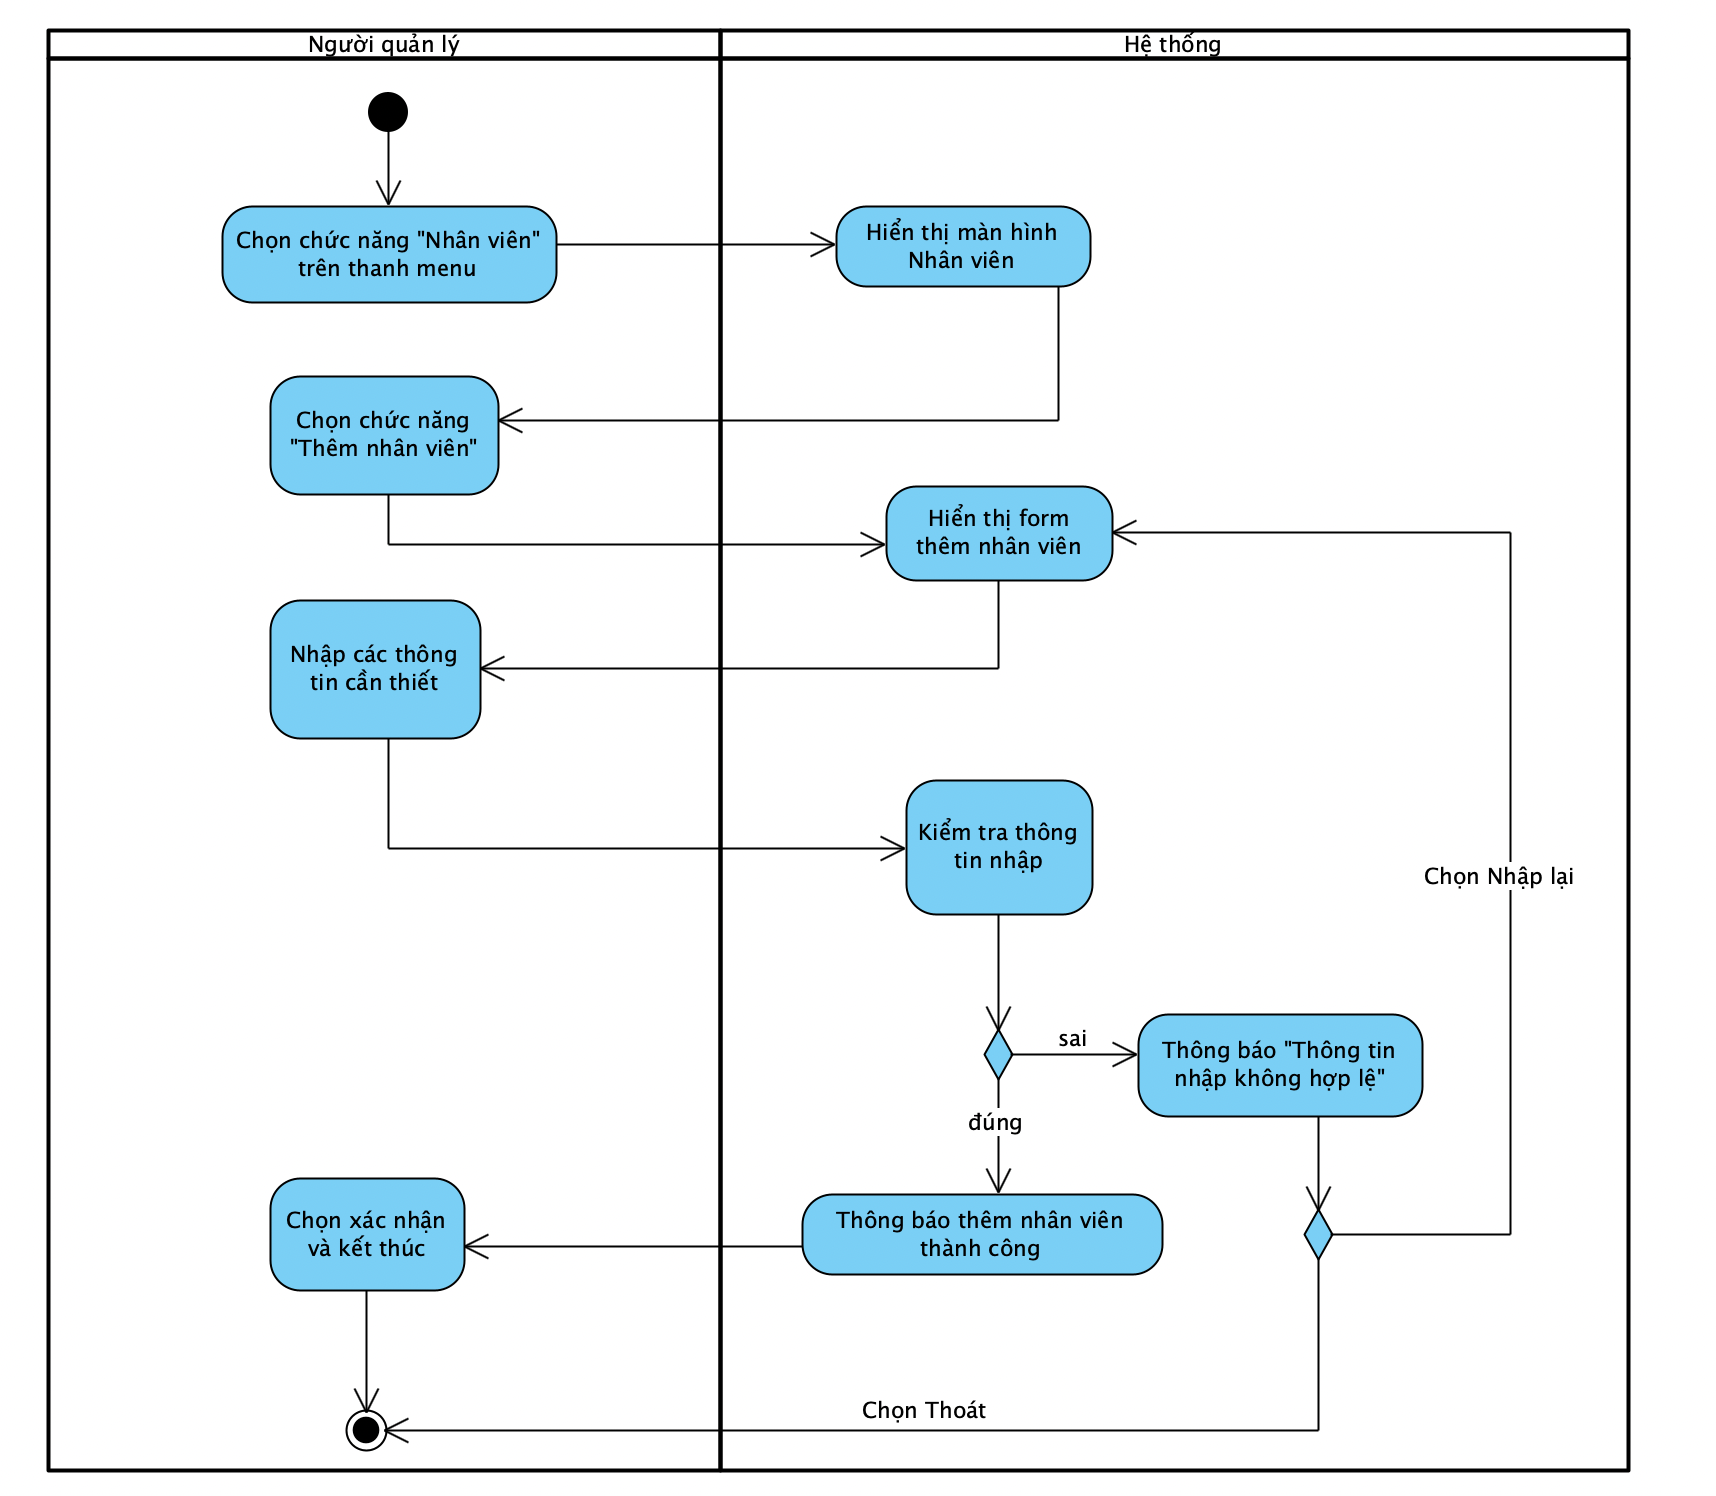 Người quản lý
Hệ thống
Chọn chức năng "Nhân viên"
trên thanh menu
Hiển thị màn hình
Nhân viên
Chọn chức năng
"Thêm nhân viên"
Hiển thị form
thêm nhân viên
Nhập các thông
tin cần thiết
Kiểm tra thông
tin nhập
Chọn Nhập lại
sai
Thông báo "Thông tin
nhập không hợp lệ"
đúng
Chọn xác nhận
và kết thúc
Thông báo thêm nhân viên
thành công
Chọn Thoát